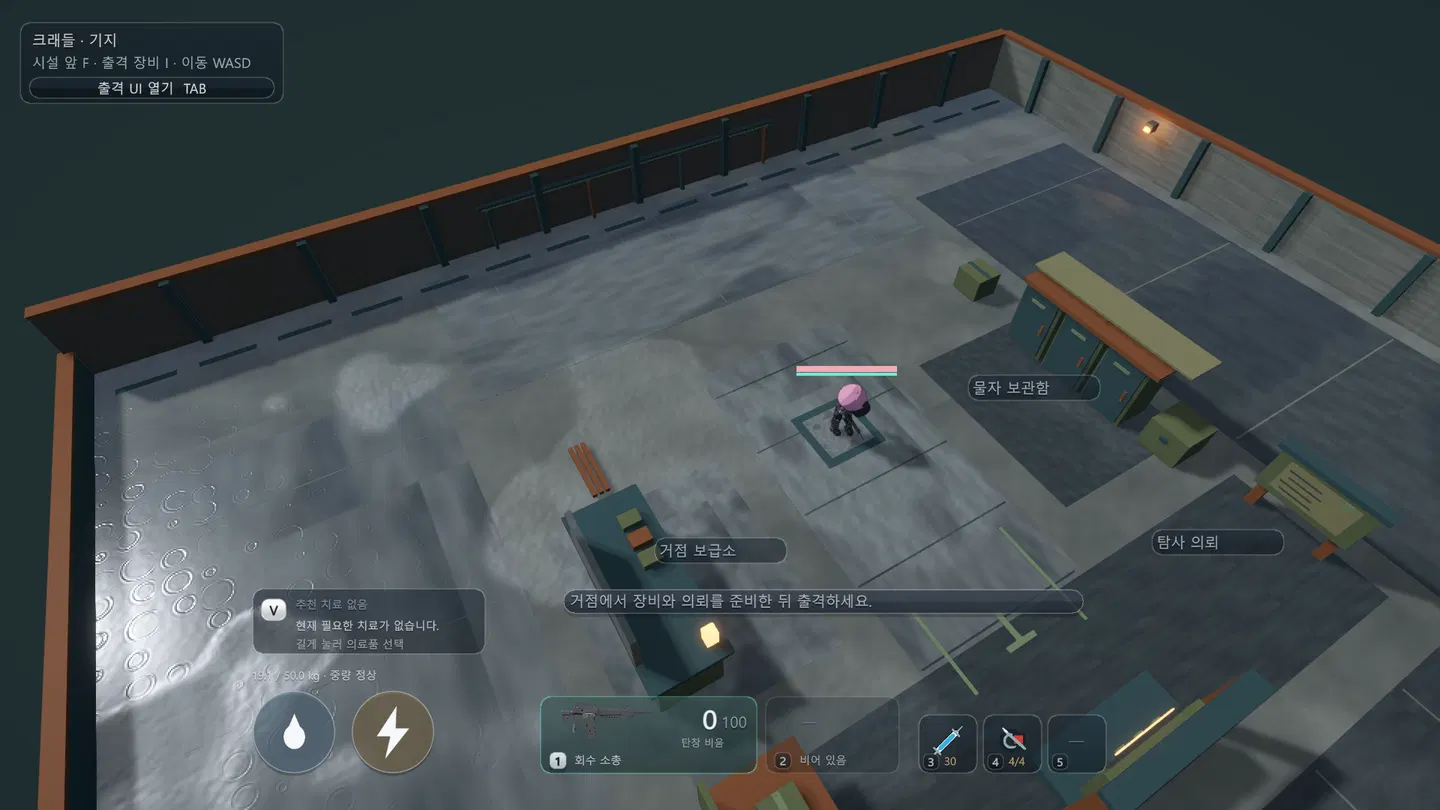 크래들 · 기지
시설 앞 F · 출격 장비 I · 이동 WASD
출격 UI 열기 TAB
물자 보관함
탐사 의뢰
거점 보급소
거점에서 장비와 의뢰를 준비한 뒤 출격하세요.
V
추천 치료 없음
현재 필요한 치료가 없습니다.
길게 눌러 의료품 선택
19.1 / 50.0 kg · 중량 정상
0 100
탄창 비움
1 회수 소총
2 비어 있음
3 30
4 4/4
5